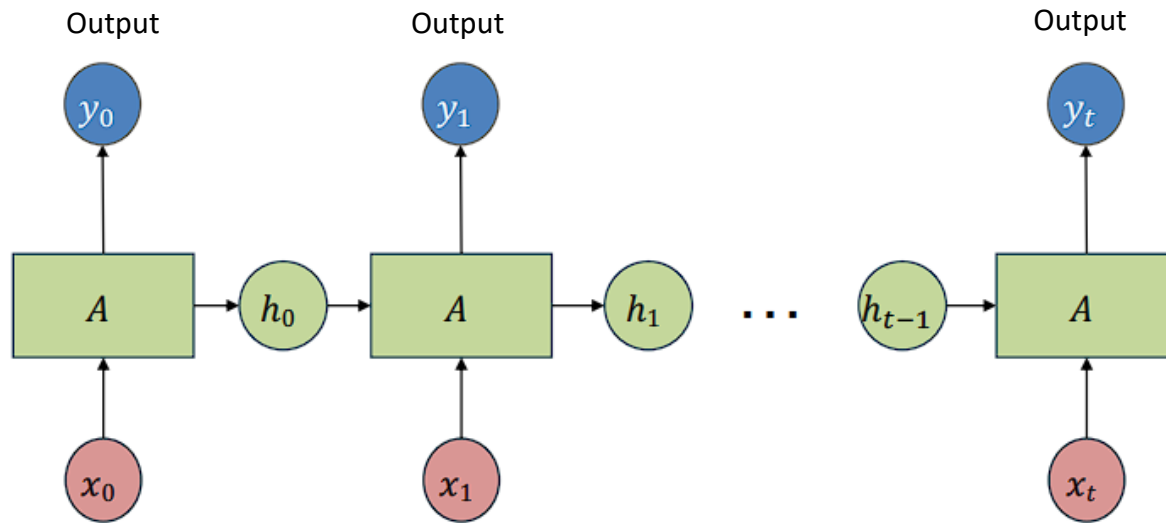 Output Output Output
y₀ y₁ yₜ
A h₀ A h₁ ... hₜ₋₁ A
x₀ x₁ xₜ